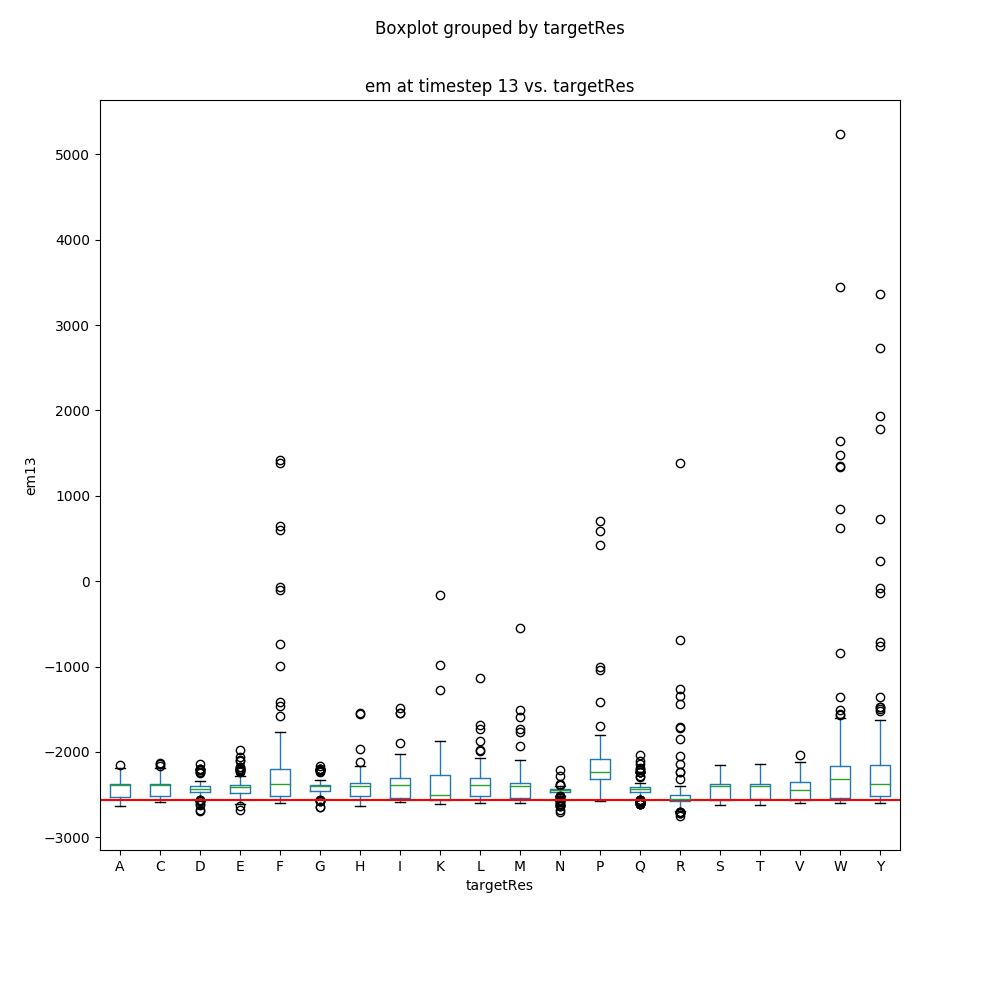 Boxplot grouped by targetRes
em at timestep 13 vs. targetRes
5000
4000
3000
2000
1000
0
−1000
−2000
−3000
em13
A C D E F G H I K L M N P Q R S T V W Y
targetRes